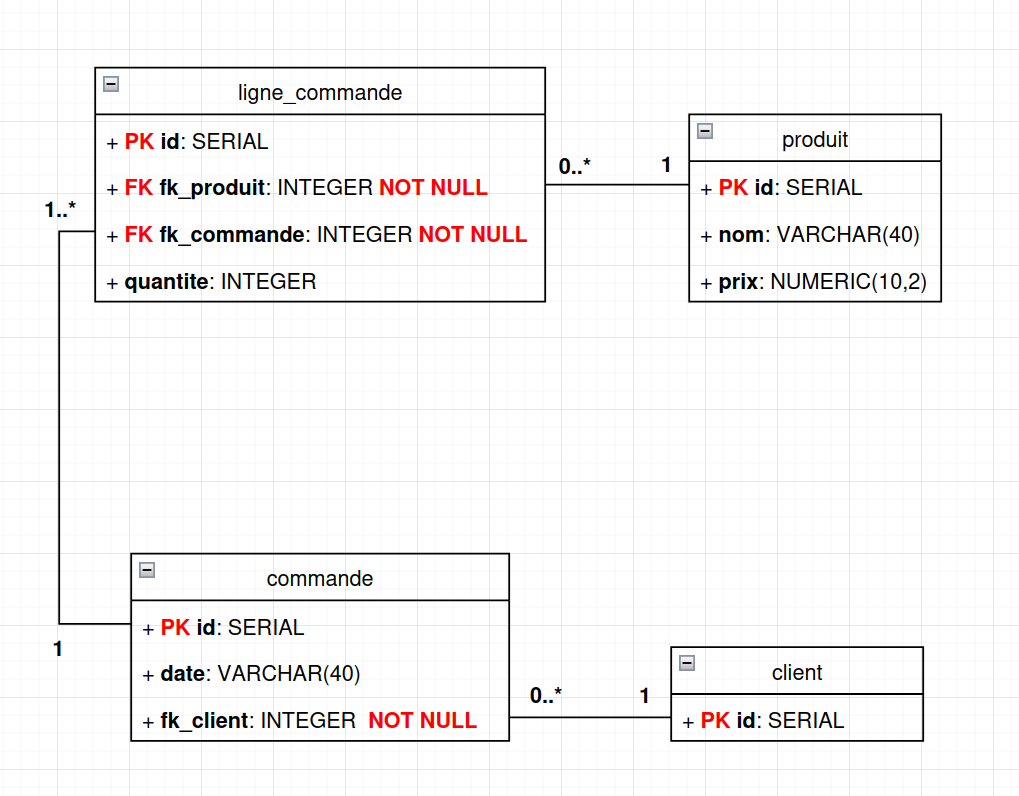 ligne_commande
+ PK id: SERIAL
+ FK fk_produit: INTEGER NOT NULL
+ FK fk_commande: INTEGER NOT NULL
+ quantite: INTEGER
0..*
1
produit
+ PK id: SERIAL
+ nom: VARCHAR(40)
+ prix: NUMERIC(10,2)
1..*
1
commande
+ PK id: SERIAL
+ date: VARCHAR(40)
+ fk_client: INTEGER NOT NULL
0..*
1
client
+ PK id: SERIAL